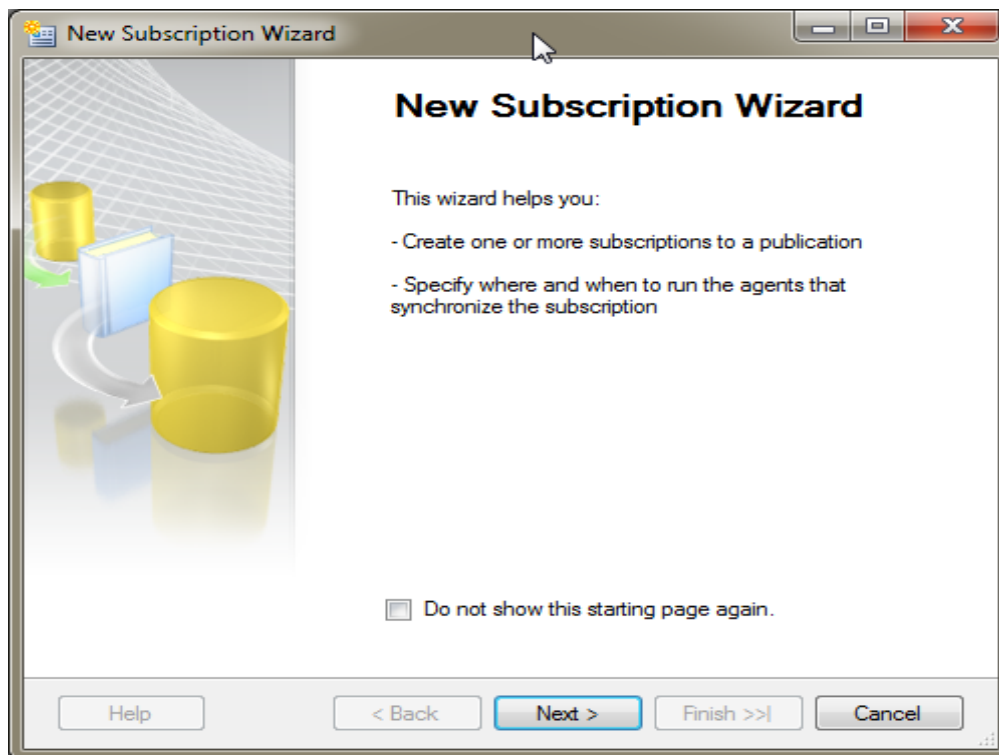 New Subscription Wizard
New Subscription Wizard
This wizard helps you:
- Create one or more subscriptions to a publication
- Specify where and when to run the agents that
synchronize the subscription
Do not show this starting page again.
Help
< Back
Next >
Finish >>|
Cancel